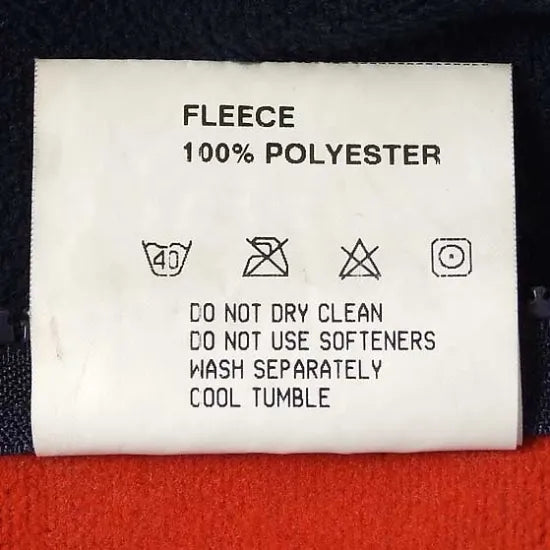 FLEECE
100% POLYESTER
40
DO NOT DRY CLEAN
DO NOT USE SOFTENERS
WASH SEPARATELY
COOL TUMBLE